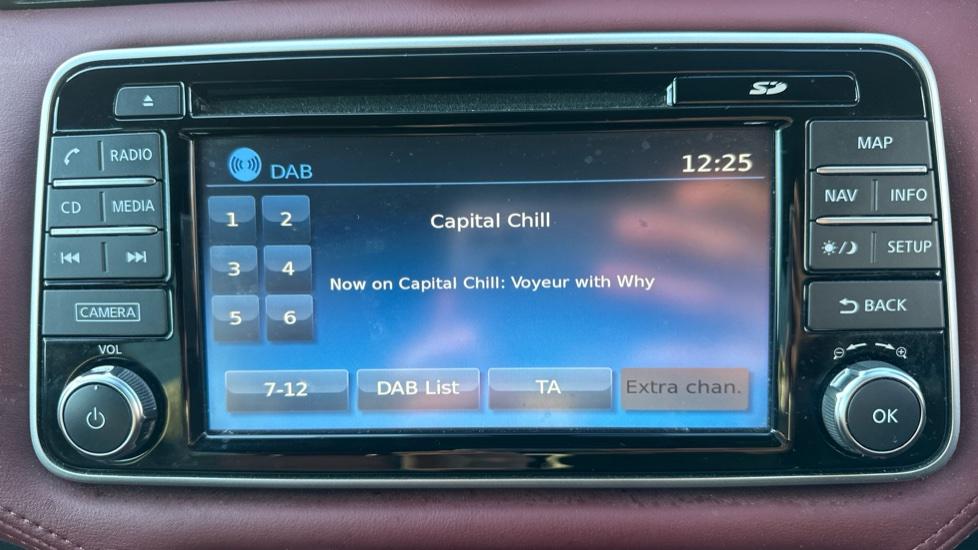 SD
RADIO
CD MEDIA
CAMERA
VOL
DAB 12:25
1 2
3 4
5 6
Capital Chill
Now on Capital Chill: Voyeur with Why
7-12 DAB List TA Extra chan.
MAP
NAV INFO
SETUP
BACK
OK